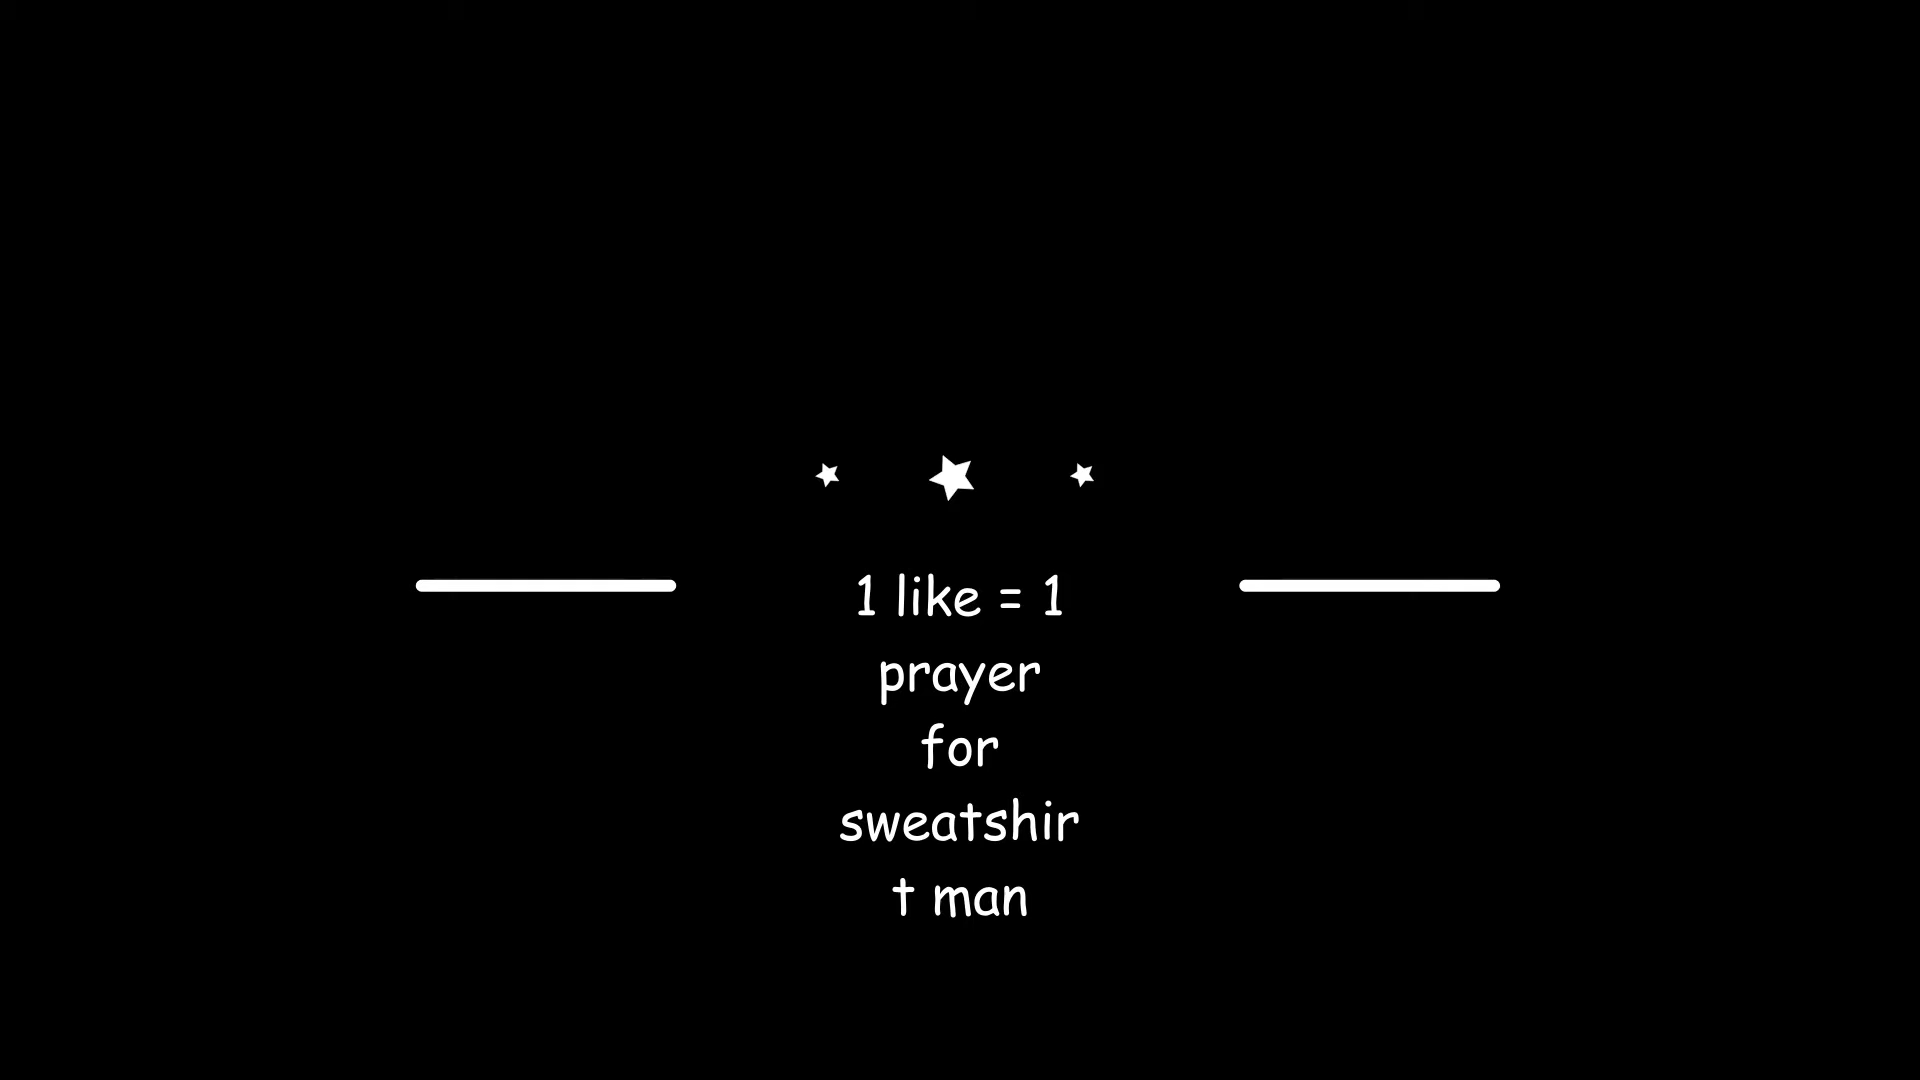 1 like = 1
prayer
for
sweatshir
t man